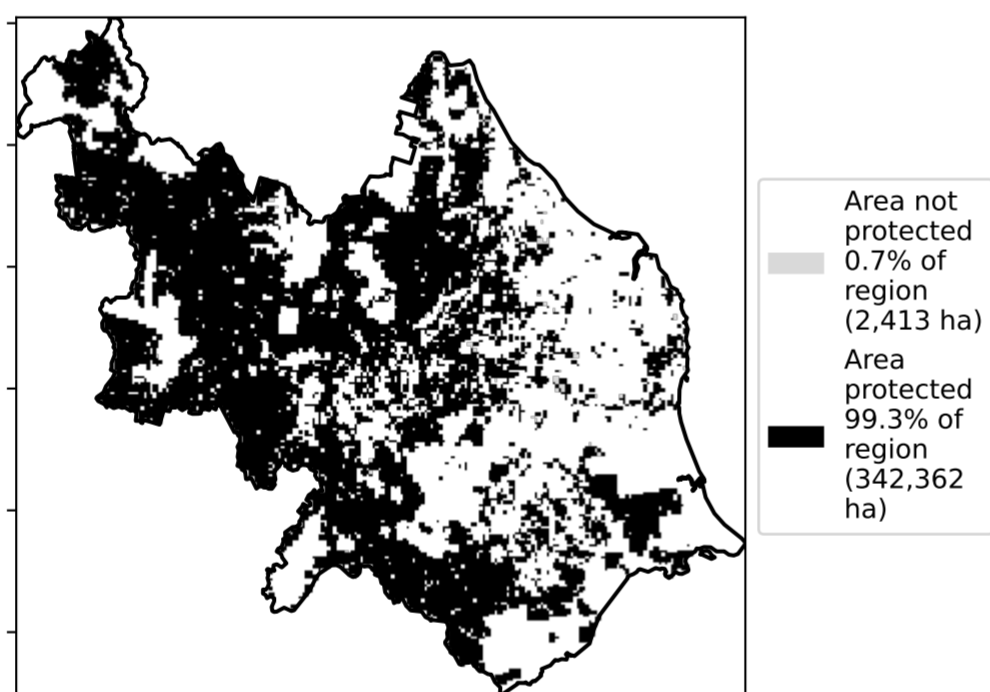 Area not
protected
0.7% of
region
(2,413 ha)
Area
protected
99.3% of
region
(342,362
ha)